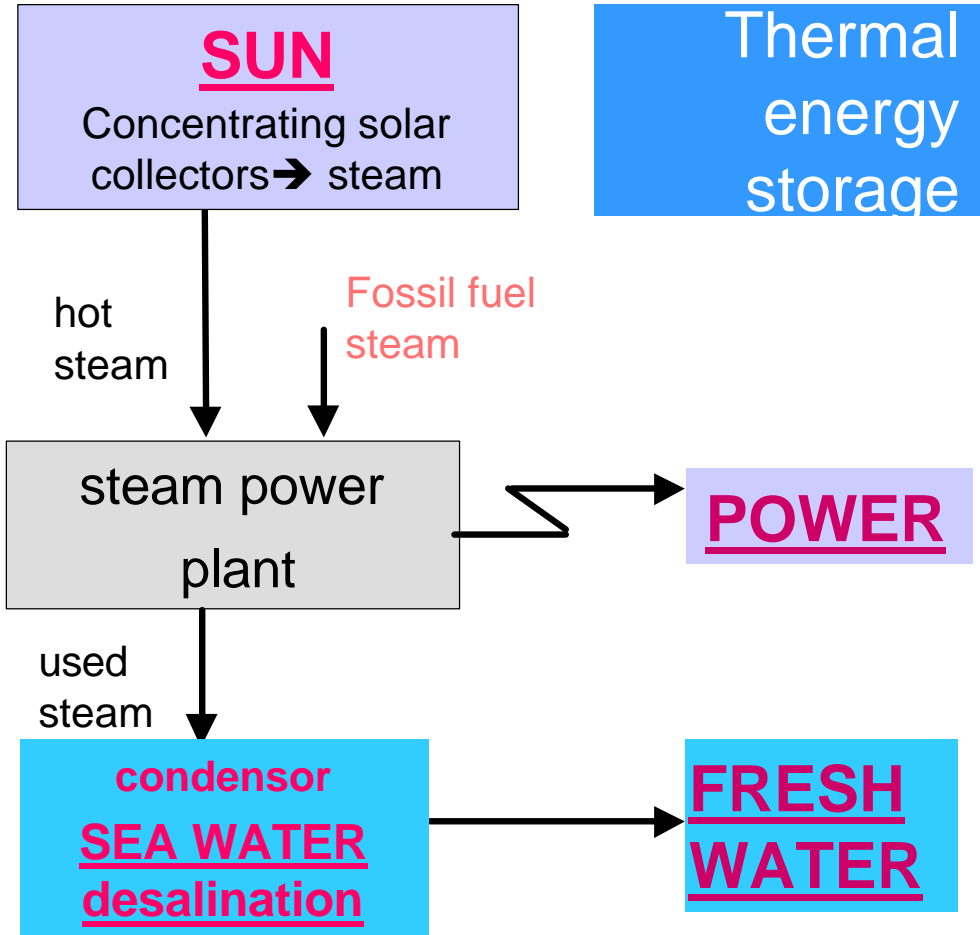 SUN
Concentrating solar
collectors➔ steam
Thermal
energy
storage
hot
steam
Fossil fuel
steam
steam power
plant
POWER
used
steam
condensor
SEA WATER
desalination
FRESH
WATER